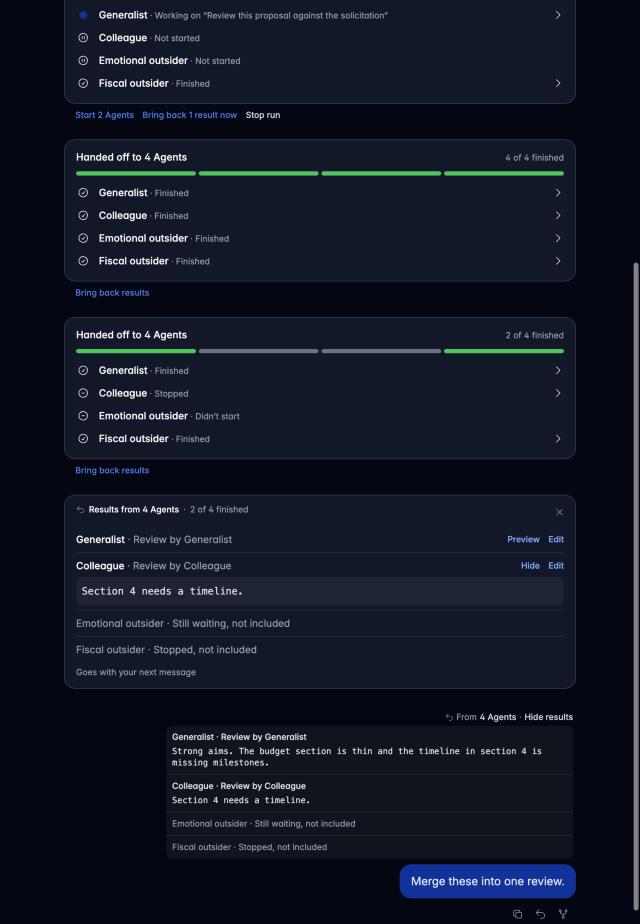 Generalist · Working on “Review this proposal against the solicitation”
Colleague · Not started
Emotional outsider · Not started
Fiscal outsider · Finished
Start 2 Agents Bring back 1 result now Stop run
Handed off to 4 Agents 4 of 4 finished
Generalist · Finished
Colleague · Finished
Emotional outsider · Finished
Fiscal outsider · Finished
Bring back results
Handed off to 4 Agents 2 of 4 finished
Generalist · Finished
Colleague · Stopped
Emotional outsider · Didn’t start
Fiscal outsider · Finished
Bring back results
Results from 4 Agents · 2 of 4 finished
Generalist · Review by Generalist Preview Edit
Colleague · Review by Colleague Hide Edit
Section 4 needs a timeline.
Emotional outsider · Still waiting, not included
Fiscal outsider · Stopped, not included
Goes with your next message
From 4 Agents · Hide results
Generalist · Review by Generalist
Strong aims. The budget section is thin and the timeline in section 4 is
missing milestones.
Colleague · Review by Colleague
Section 4 needs a timeline.
Emotional outsider · Still waiting, not included
Fiscal outsider · Stopped, not included
Merge these into one review.